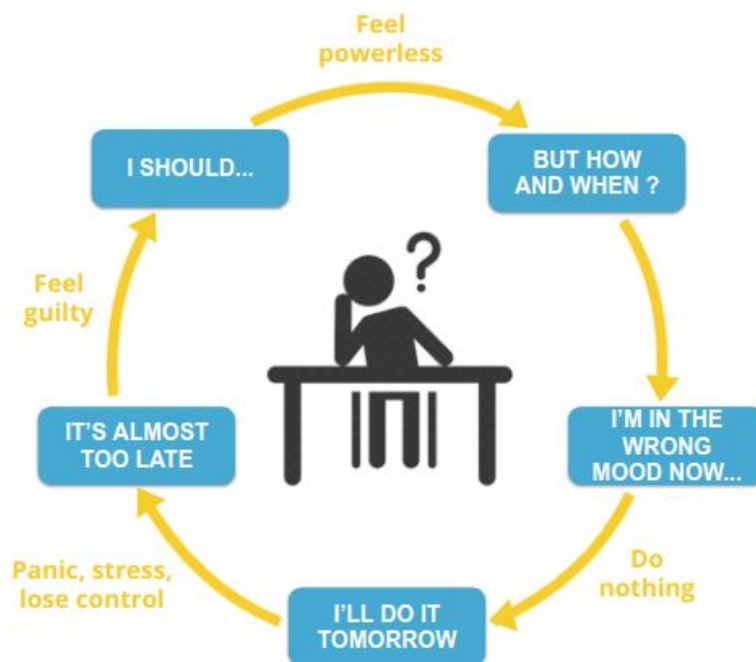 Feel
powerless
I SHOULD...
BUT HOW
AND WHEN ?
?
Feel
guilty
IT'S ALMOST
TOO LATE
I'M IN THE
WRONG
MOOD NOW...
Panic, stress,
lose control
Do
nothing
I'LL DO IT
TOMORROW